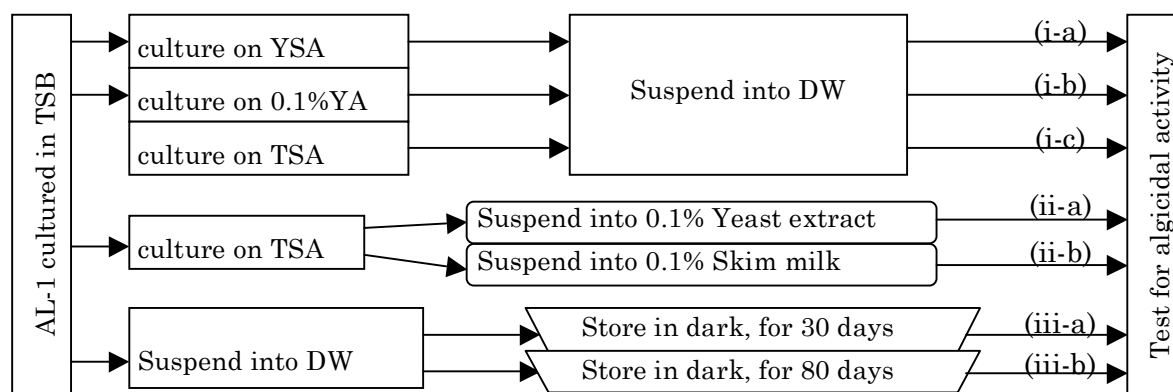 AL-1 cultured in TSB
culture on YSA
culture on 0.1%YA
culture on TSA
Suspend into DW
(i-a)
(i-b)
(i-c)
culture on TSA
Suspend into 0.1% Yeast extract
Suspend into 0.1% Skim milk
(ii-a)
(ii-b)
Suspend into DW
Store in dark, for 30 days
Store in dark, for 80 days
(iii-a)
(iii-b)
Test for algicidal activity